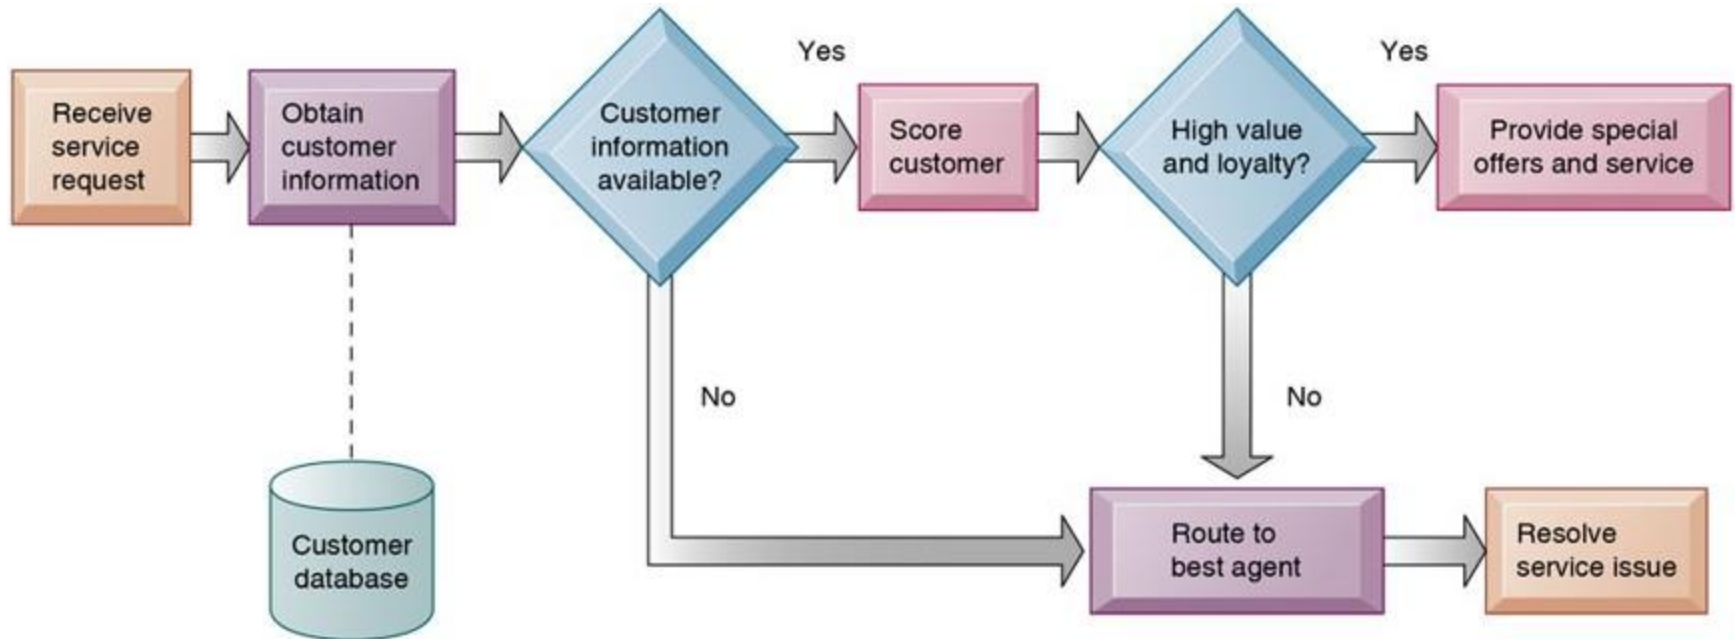 Receive
service
request
Obtain
customer
information
Customer
information
available?
Yes
Score
customer
High value
and loyalty?
Yes
Provide special
offers and service
No
No
Customer
database
Route to
best agent
Resolve
service issue